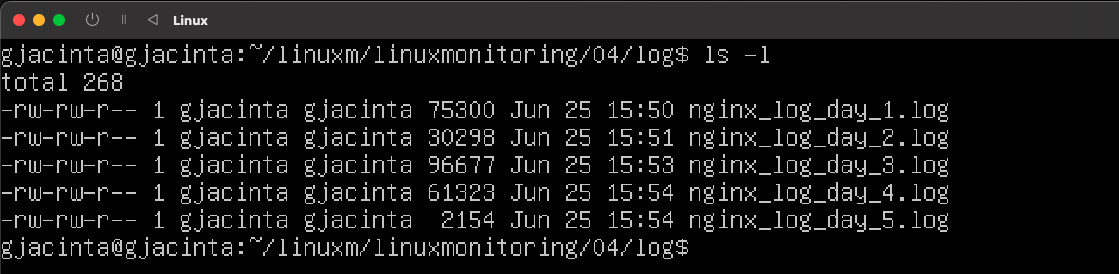 Linux
gjacinta@gjacinta:~/linuxm/linuxmonitoring/04/log$ ls -l
total 268
-rw-rw-r-- 1 gjacinta gjacinta 75300 Jun 25 15:50 nginx_log_day_1.log
-rw-rw-r-- 1 gjacinta gjacinta 30298 Jun 25 15:51 nginx_log_day_2.log
-rw-rw-r-- 1 gjacinta gjacinta 96677 Jun 25 15:53 nginx_log_day_3.log
-rw-rw-r-- 1 gjacinta gjacinta 61323 Jun 25 15:54 nginx_log_day_4.log
-rw-rw-r-- 1 gjacinta gjacinta  2154 Jun 25 15:54 nginx_log_day_5.log
gjacinta@gjacinta:~/linuxm/linuxmonitoring/04/log$